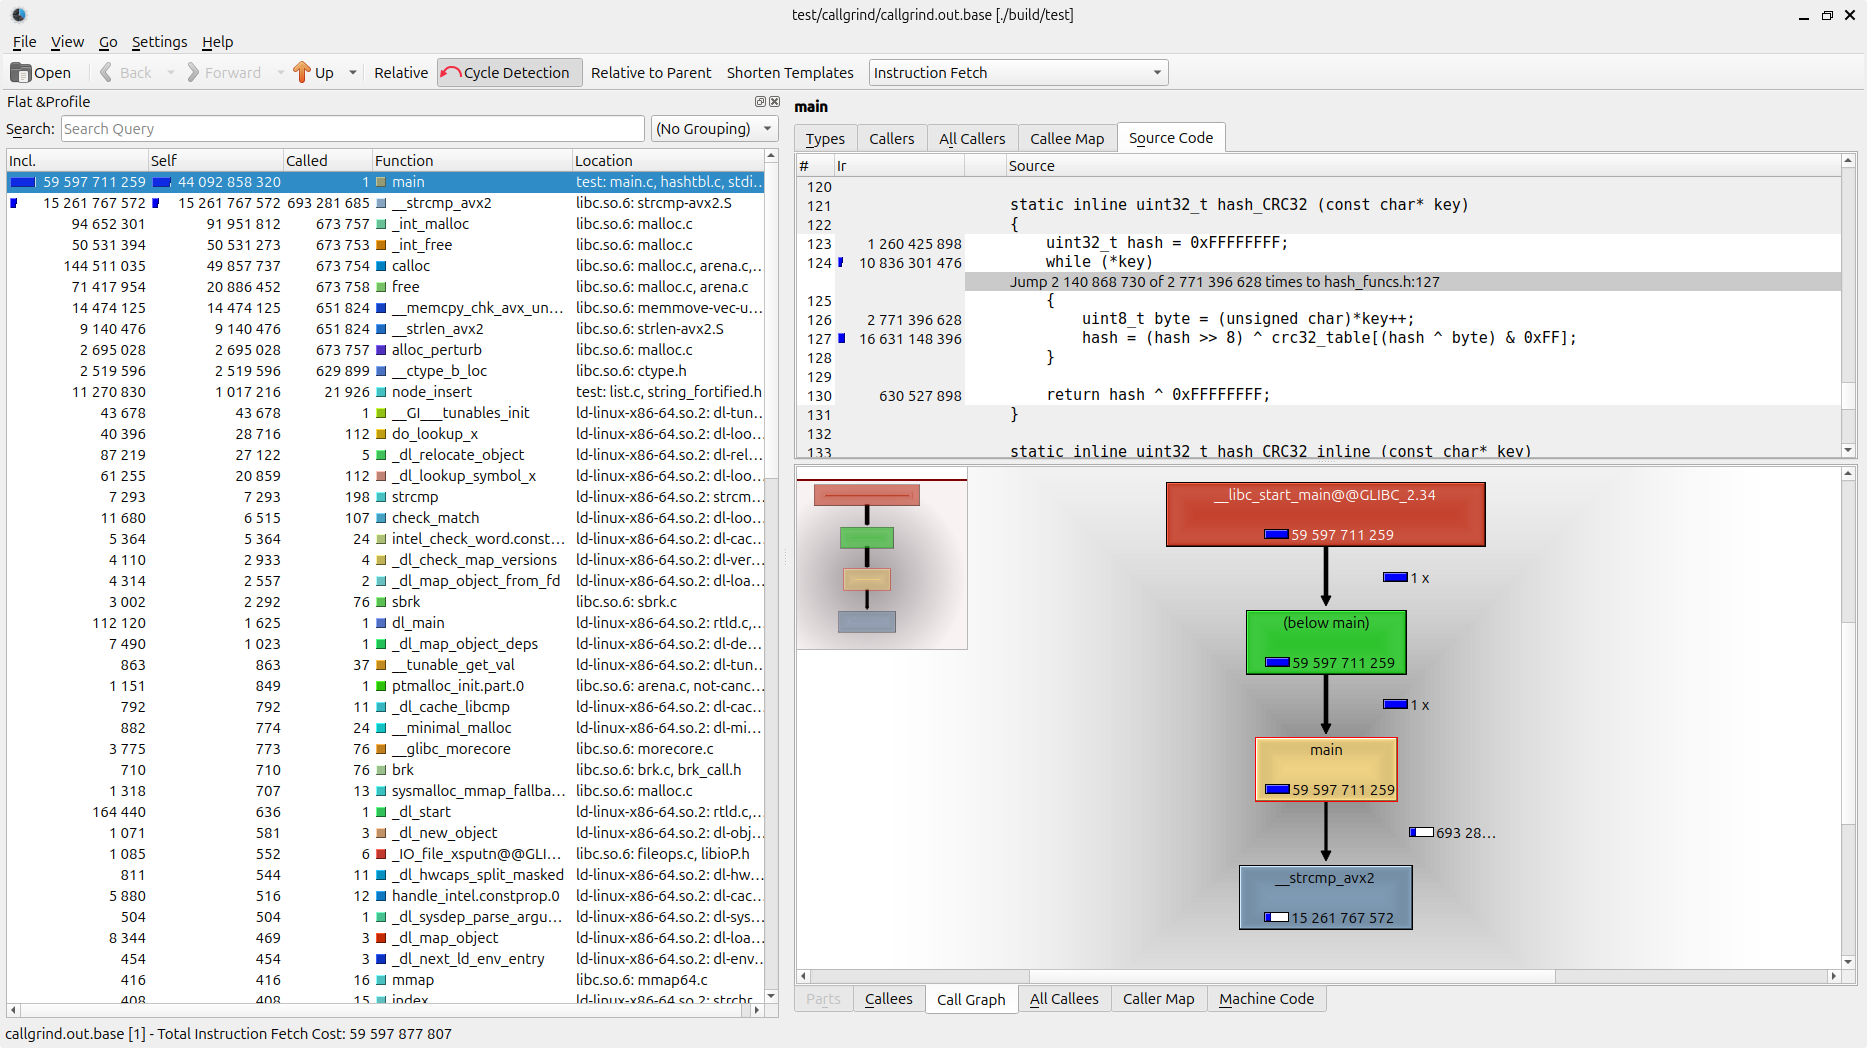 test/callgrind/callgrind.out.base [./build/test]
File View Go Settings Help
Open Back Forward Up Relative Cycle Detection Relative to Parent Shorten Templates Instruction Fetch
Flat &Profile
Search: Search Query (No Grouping)
Incl. Self Called Function Location
59 597 711 259 44 092 858 320 1 main test: main.c, hashtbl.c, stdi...
15 261 767 572 15 261 767 572 693 281 685 __strcmp_avx2 libc.so.6: strcmp-avx2.S
94 652 301 91 951 812 673 757 _int_malloc libc.so.6: malloc.c
50 531 394 50 531 273 673 753 _int_free libc.so.6: malloc.c
144 511 035 49 857 737 673 754 calloc libc.so.6: malloc.c, arena.c,...
71 417 954 20 886 452 673 758 free libc.so.6: malloc.c, arena.c
14 474 125 14 474 125 651 824 __memcpy_chk_avx_un... libc.so.6: memmove-vec-u...
9 140 476 9 140 476 651 824 __strlen_avx2 libc.so.6: strlen-avx2.S
2 695 028 2 695 028 673 757 alloc_perturb libc.so.6: malloc.c
2 519 596 2 519 596 629 899 __ctype_b_loc libc.so.6: ctype.h
11 270 830 1 017 216 21 926 node_insert test: list.c, string_fortified.h
43 678 43 678 1 __GI___tunables_init ld-linux-x86-64.so.2: dl-tun...
40 396 28 716 112 do_lookup_x ld-linux-x86-64.so.2: dl-loo...
87 219 27 122 5 _dl_relocate_object ld-linux-x86-64.so.2: dl-rel...
61 255 20 859 112 _dl_lookup_symbol_x ld-linux-x86-64.so.2: dl-loo...
7 293 7 293 198 strcmp ld-linux-x86-64.so.2: strcm...
11 680 6 515 107 check_match ld-linux-x86-64.so.2: dl-loo...
5 364 5 364 24 intel_check_word.const... ld-linux-x86-64.so.2: dl-cac...
4 110 2 933 4 _dl_check_map_versions ld-linux-x86-64.so.2: dl-ver...
4 314 2 557 2 _dl_map_object_from_fd ld-linux-x86-64.so.2: dl-loa...
3 002 2 292 76 sbrk libc.so.6: sbrk.c
112 120 1 625 1 dl_main ld-linux-x86-64.so.2: rtld.c,...
7 490 1 023 1 _dl_map_object_deps ld-linux-x86-64.so.2: dl-de...
863 863 37 __tunable_get_val ld-linux-x86-64.so.2: dl-tun...
1 151 849 1 ptmalloc_init.part.0 libc.so.6: arena.c, not-canc...
792 792 11 _dl_cache_libcmp ld-linux-x86-64.so.2: dl-cac...
882 774 24 __minimal_malloc ld-linux-x86-64.so.2: dl-mi...
3 775 773 76 __glibc_morecore libc.so.6: morecore.c
710 710 76 brk libc.so.6: brk.c, brk_call.h
1 318 707 13 sysmalloc_mmap_fallba... libc.so.6: malloc.c
164 440 636 1 _dl_start ld-linux-x86-64.so.2: rtld.c,...
1 071 581 3 _dl_new_object ld-linux-x86-64.so.2: dl-obj...
1 085 552 6 _IO_file_xsputn@@GLI... libc.so.6: fileops.c, libioP.h
811 544 11 _dl_hwcaps_split_masked ld-linux-x86-64.so.2: dl-hw...
5 880 516 12 handle_intel.constprop.0 ld-linux-x86-64.so.2: dl-cac...
504 504 1 _dl_sysdep_parse_argu... ld-linux-x86-64.so.2: dl-sys...
8 344 469 3 _dl_map_object ld-linux-x86-64.so.2: dl-loa...
454 454 3 _dl_next_ld_env_entry ld-linux-x86-64.so.2: dl-env...
416 416 16 mmap libc.so.6: mmap64.c
408 408 15 index ld-linux-x86-64.so.2: strchr...
main
Types Callers All Callers Callee Map Source Code
# Ir Source
120
121 static inline uint32_t hash_CRC32 (const char* key)
122 {
123 1 260 425 898 uint32_t hash = 0xFFFFFFFF;
124 10 836 301 476 while (*key)
Jump 2 140 868 730 of 2 771 396 628 times to hash_funcs.h:127
125 {
126 2 771 396 628 uint8_t byte = (unsigned char)*key++;
127 16 631 148 396 hash = (hash >> 8) ^ crc32_table[(hash ^ byte) & 0xFF];
128 }
129
130 630 527 898 return hash ^ 0xFFFFFFFF;
131 }
132
133 static inline uint32_t hash_CRC32_inline (const char* key)
__libc_start_main@@GLIBC_2.34
59 597 711 259
1 x
(below main)
59 597 711 259
1 x
main
59 597 711 259
693 28...
__strcmp_avx2
15 261 767 572
Parts Callees Call Graph All Callees Caller Map Machine Code
callgrind.out.base [1] - Total Instruction Fetch Cost: 59 597 877 807